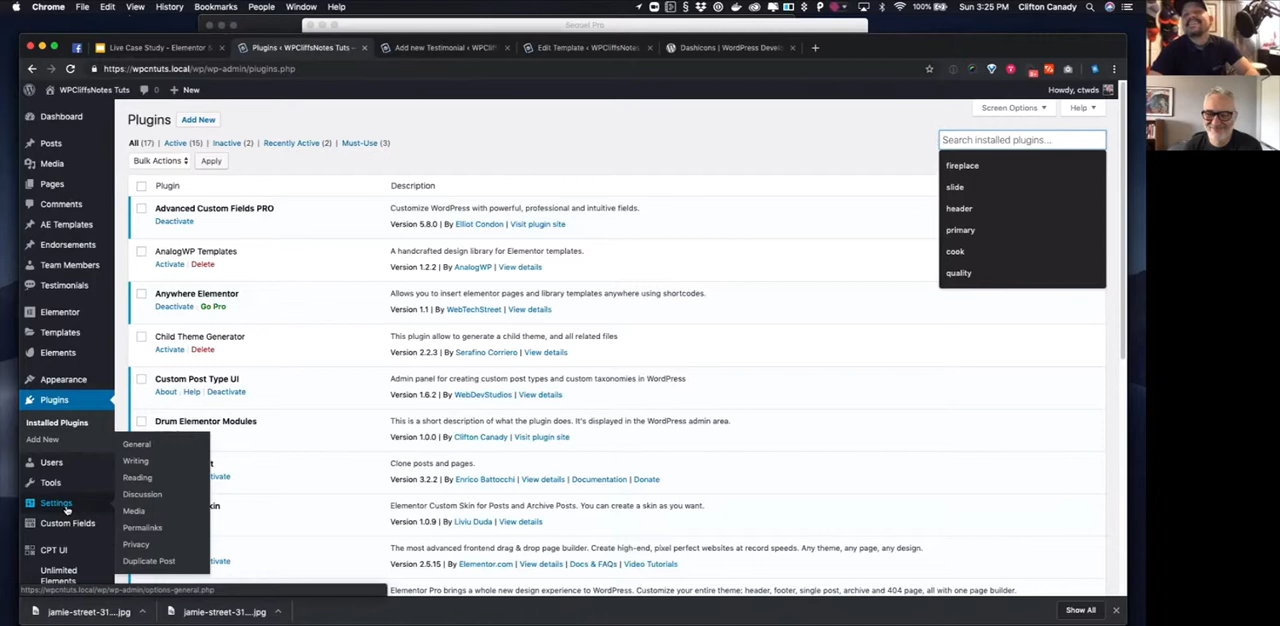 Chrome File Edit View History Bookmarks People Window Help 100% Sun 3:25 PM Clifton Canady
Sequel Pro
Live Case Study - Elementor & Plugins ‹ WPCliffsNotes Tuts — Add new Testimonial ‹ WPCliffs Edit Template ‹ WPCliffsNotes Dashicons | WordPress Develo
https://wpcntuts.local/wp/wp-admin/plugins.php
WPCliffsNotes Tuts 0 + New Howdy, ctwds
Screen Options Help
Dashboard
Posts
Media
Pages
Comments
AE Templates
Endorsements
Team Members
Testimonials
Elementor
Templates
Elements
Appearance
Plugins
Installed Plugins
Add New
Users
Tools
Settings
Custom Fields
CPT UI
Unlimited
Elements
General
Writing
Reading
Discussion
Media
Permalinks
Privacy
Duplicate Post
Plugins Add New
All (17) | Active (15) | Inactive (2) | Recently Active (2) | Must-Use (3)
Bulk Actions Apply
Search installed plugins...
fireplace
slide
header
primary
cook
quality
Plugin Description
Advanced Custom Fields PRO Customize WordPress with powerful, professional and intuitive fields.
Deactivate Version 5.8.0 | By Elliot Condon | Visit plugin site
AnalogWP Templates A handcrafted design library for Elementor templates.
Activate | Delete Version 1.2.2 | By AnalogWP | View details
Anywhere Elementor Allows you to insert elementor pages and library templates anywhere using shortcodes.
Deactivate | Go Pro Version 1.1 | By WebTechStreet | View details
Child Theme Generator This plugin allow to generate a child theme, and all related files
Activate | Delete Version 2.2.3 | By Serafino Corriero | View details
Custom Post Type UI Admin panel for creating custom post types and custom taxonomies in WordPress
About | Help | Deactivate Version 1.6.2 | By WebDevStudios | View details
Drum Elementor Modules This is a short description of what the plugin does. It's displayed in the WordPress admin area.
Version 1.0.0 | By Clifton Canady | Visit plugin site
t Clone posts and pages.
ivate Version 3.2.2 | By Enrico Battocchi | View details | Documentation | Donate
kin Elementor Custom Skin for Posts and Archive Posts. You can create a skin as you want.
Version 1.0.9 | By Liviu Duda | View details
The most advanced frontend drag & drop page builder. Create high-end, pixel perfect websites at record speeds. Any theme, any page, any design.
ivate Version 2.5.15 | By Elementor.com | View details | Docs & FAQs | Video Tutorials
Elementor Pro brings a whole new design experience to WordPress. Customize your entire theme: header, footer, single post, archive and 404 page, all with one page builder.
https://wpcntuts.local/wp/wp-admin/options-general.php
jamie-street-31....jpg jamie-street-31....jpg Show All